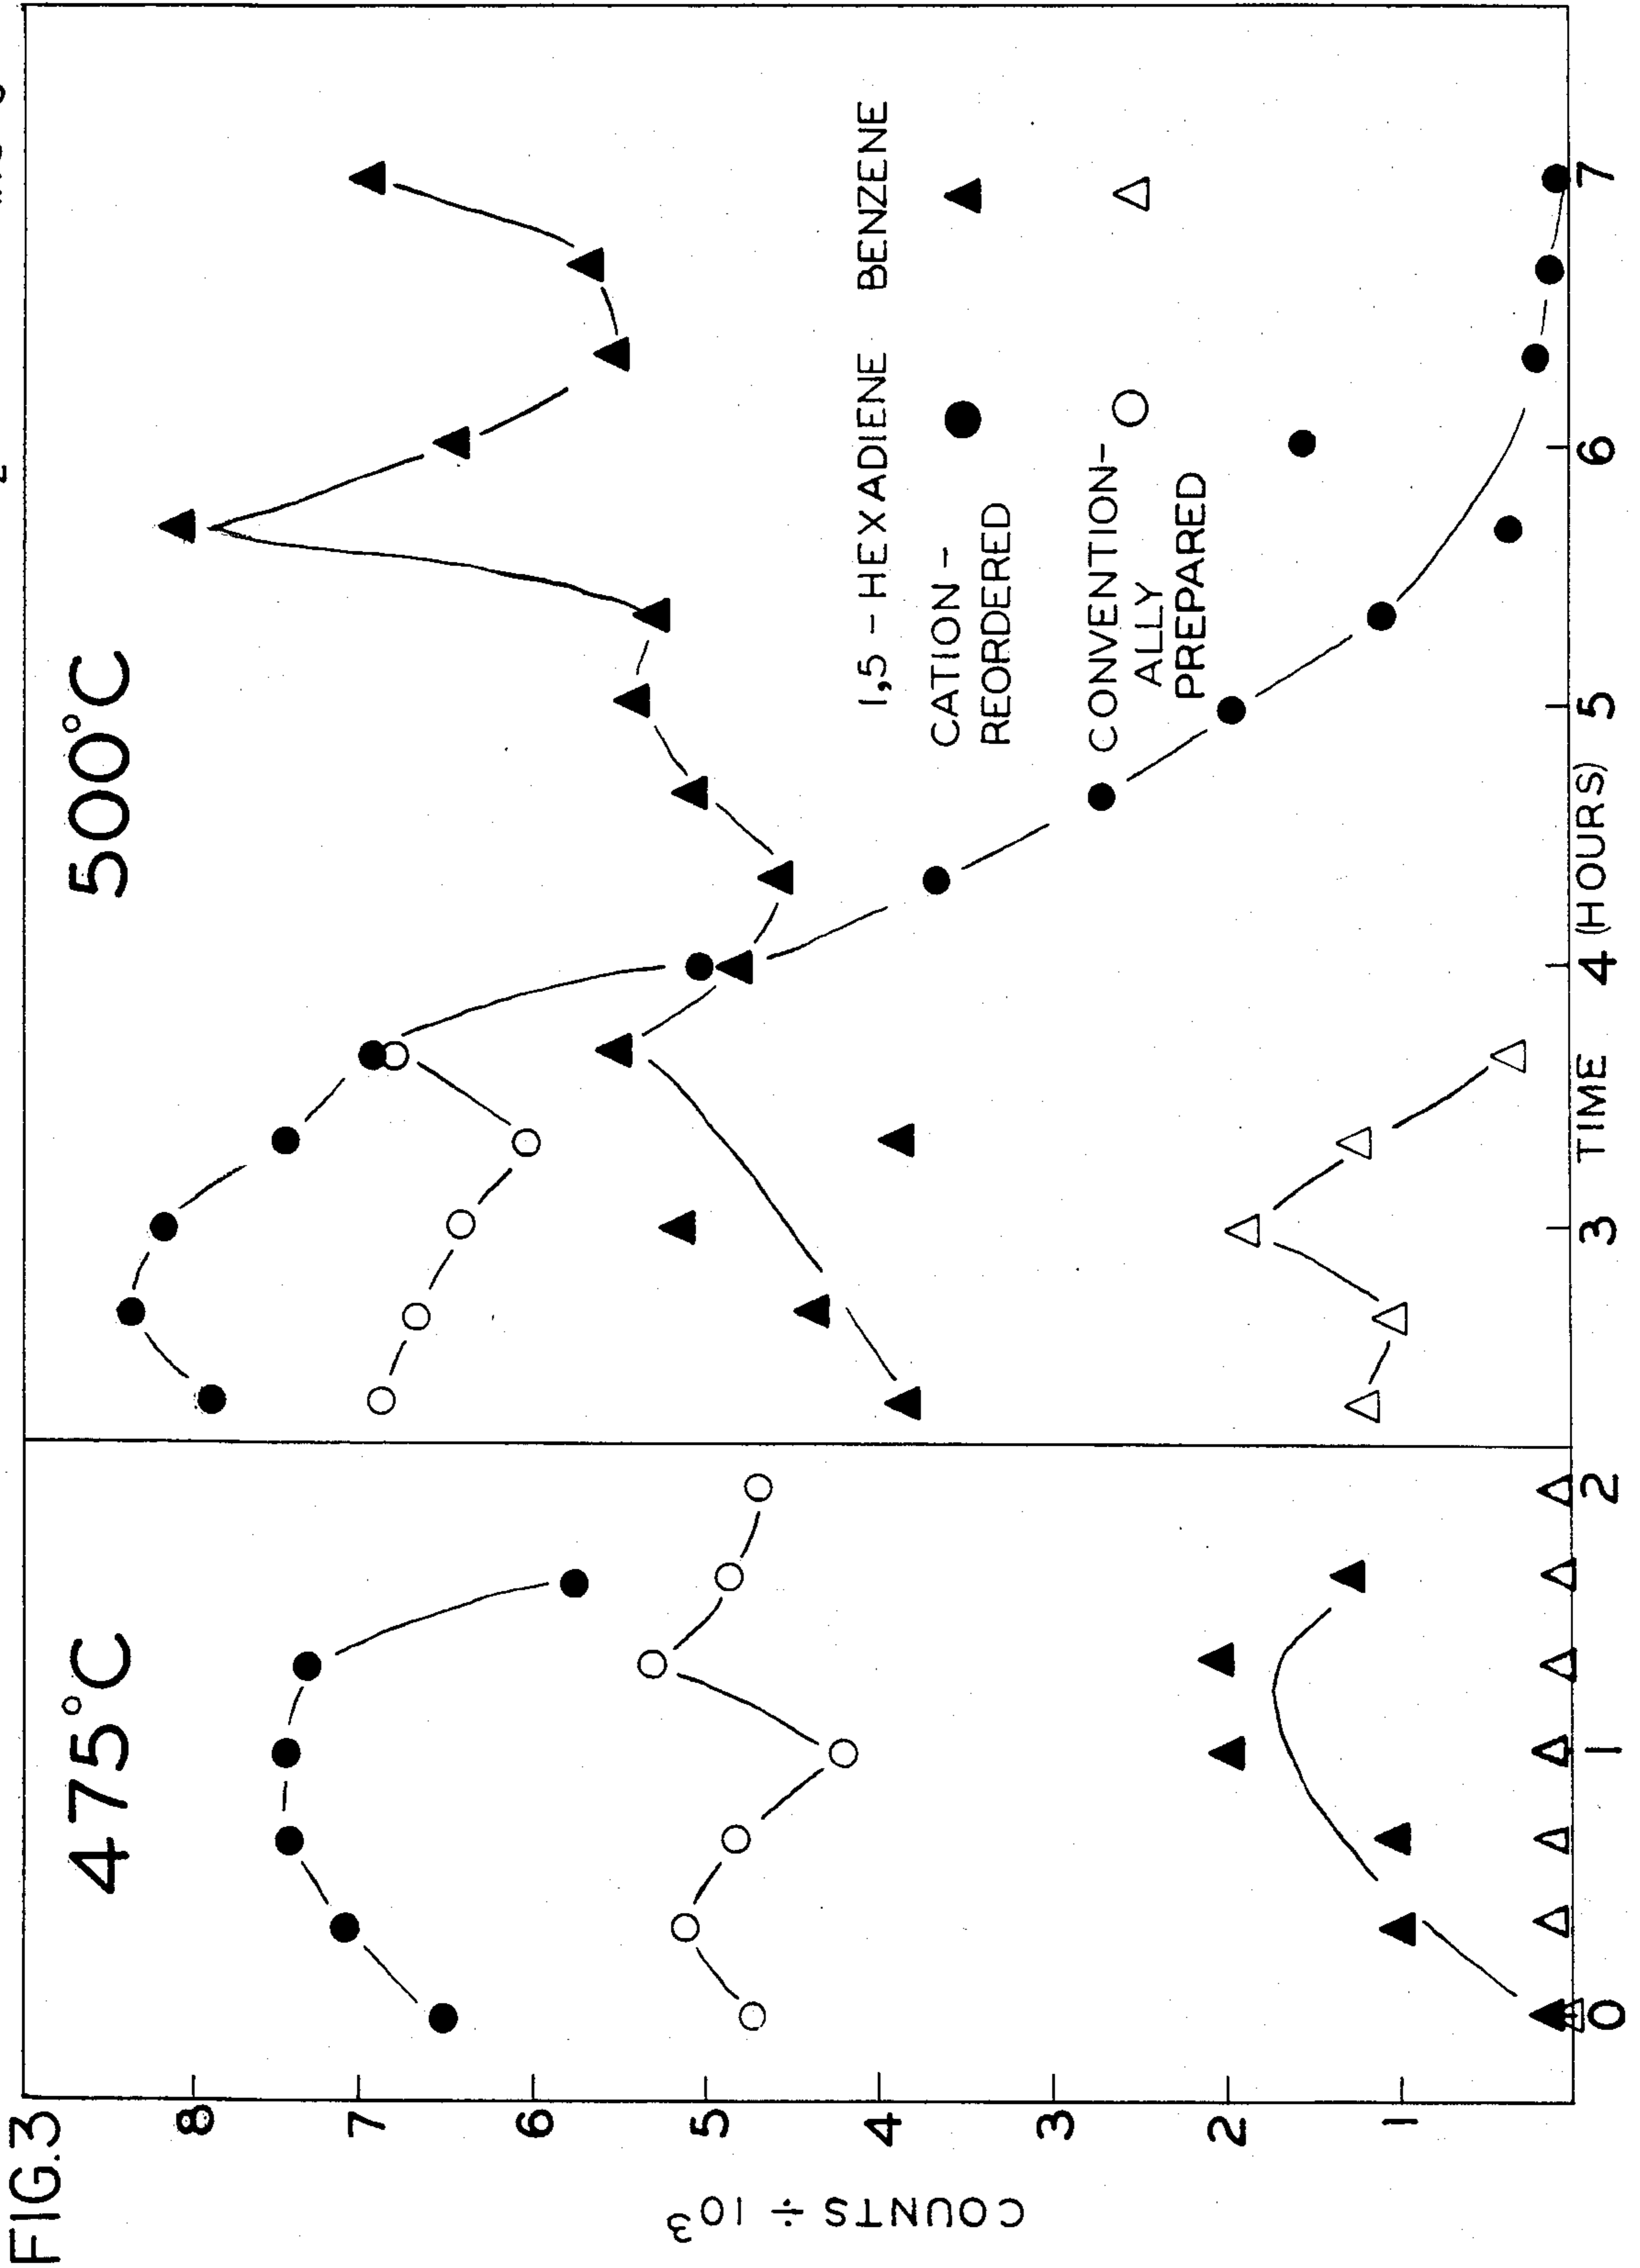 FIG.3
475°C
500°C
COUNTS ÷ 10³
8
7
6
5
4
3
2
1
1,5-HEXADIENE BENZENE
CATION-
REORDERED
CONVENTION-
ALLY
PREPARED
0 1 2 3 4 5 6 7
TIME (HOURS)